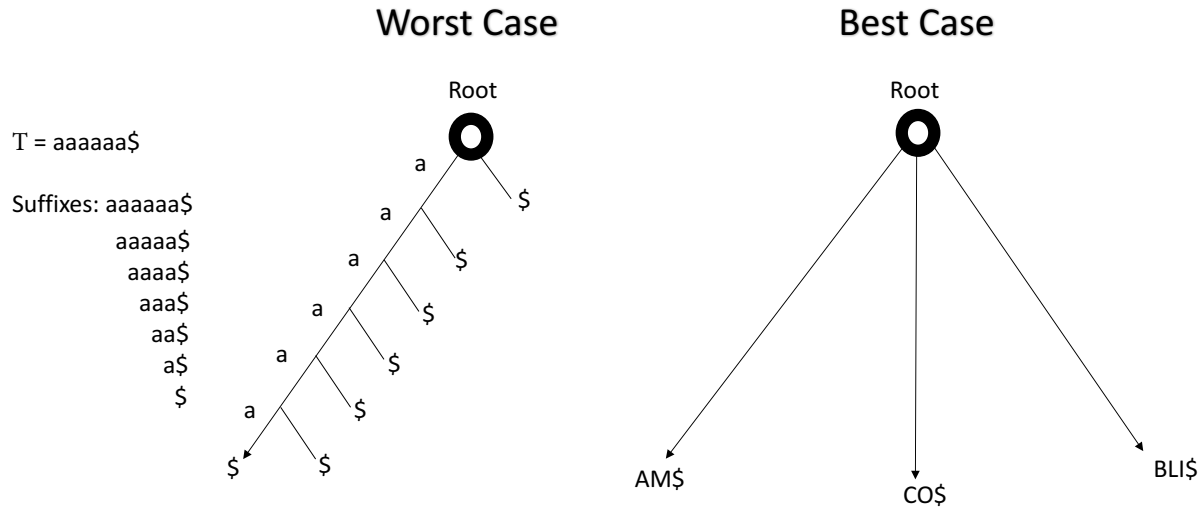 Worst Case
Best Case
Root
Root
T = aaaaaa$
a
Suffixes: aaaaaa$
$
a
aaaaa$
a
$
aaaa$
aaa$
a
$
aa$
a
$
a$
$
a
$
$
$
AM$
CO$
BLI$